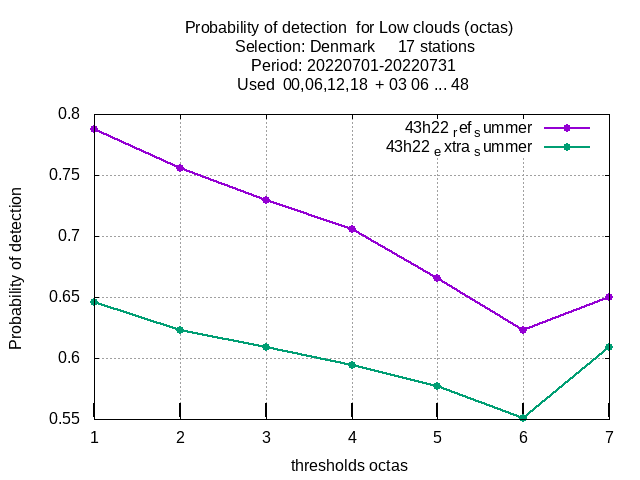 Probability of detection  for Low clouds (octas)
Selection: Denmark     17 stations
Period: 20220701-20220731
Used  00,06,12,18  + 03 06 ... 48
43h22 ref summer
43h22 extra summer
0.8
0.75
0.7
0.65
0.6
0.55
Probability of detection
1 2 3 4 5 6 7
thresholds octas